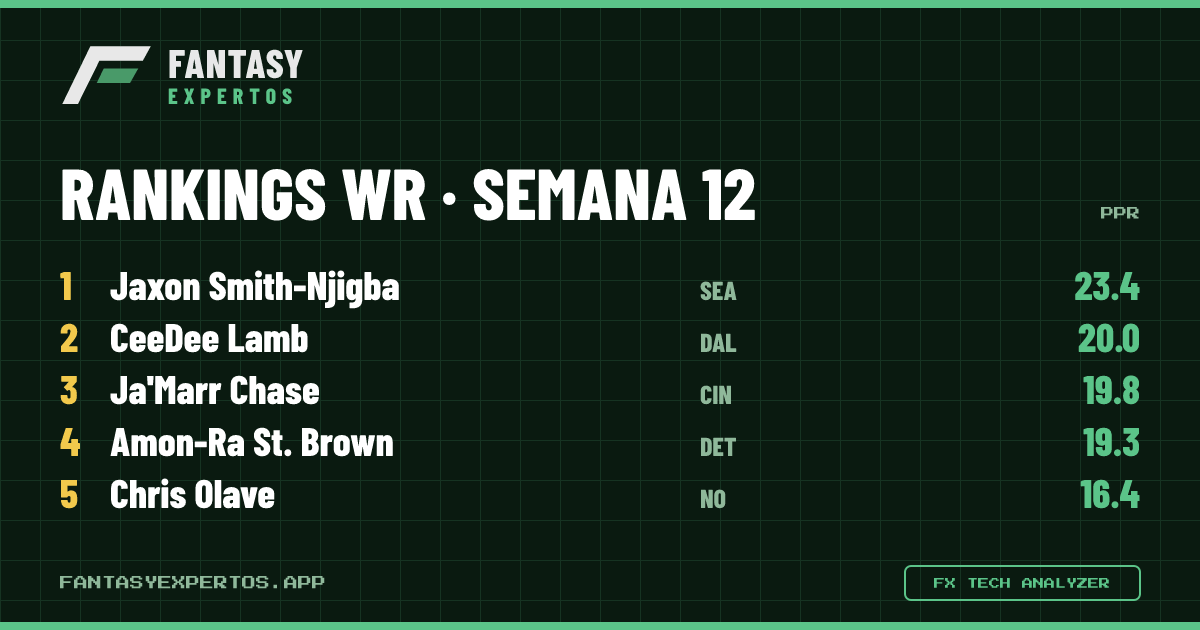 FANTASY
EXPERTOS
RANKINGS WR · SEMANA 12
PPR
1 Jaxon Smith-Njigba SEA 23.4
2 CeeDee Lamb DAL 20.0
3 Ja'Marr Chase CIN 19.8
4 Amon-Ra St. Brown DET 19.3
5 Chris Olave NO 16.4
FANTASYEXPERTOS.APP
FX TECH ANALYZER